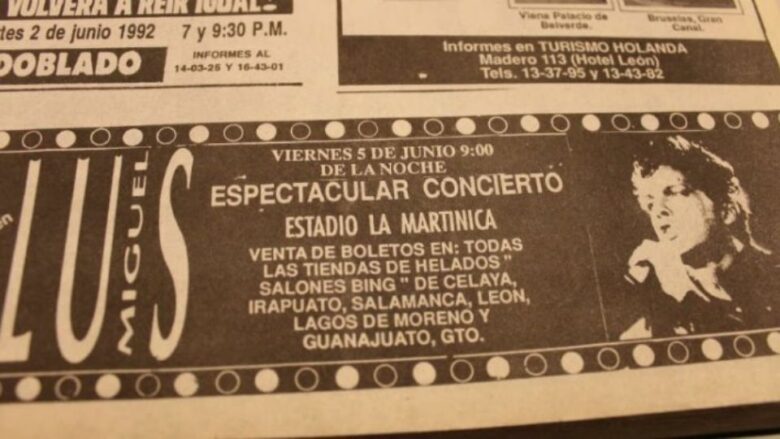 VOLVERÁ A REIR IGUAL!
tes 2 de junio 1992 7 y 9:30 P.M.
DOBLADO
INFORMES AL
14-03-25 Y 16-43-01
Viena Palacio de
Belverde.
Bruselas, Gran
Canal.
Informes en TURISMO HOLANDA
Madero 113 (Hotel León)
Tels. 13-37-95 y 13-43-82
LUIS
MIGUEL
VIERNES 5 DE JUNIO 9:00
DE LA NOCHE
ESPECTACULAR CONCIERTO
ESTADIO LA MARTINICA
VENTA DE BOLETOS EN: TODAS
LAS TIENDAS DE HELADOS "
SALONES BING " DE CELAYA,
IRAPUATO, SALAMANCA, LEON,
LAGOS DE MORENO Y
GUANAJUATO, GTO.